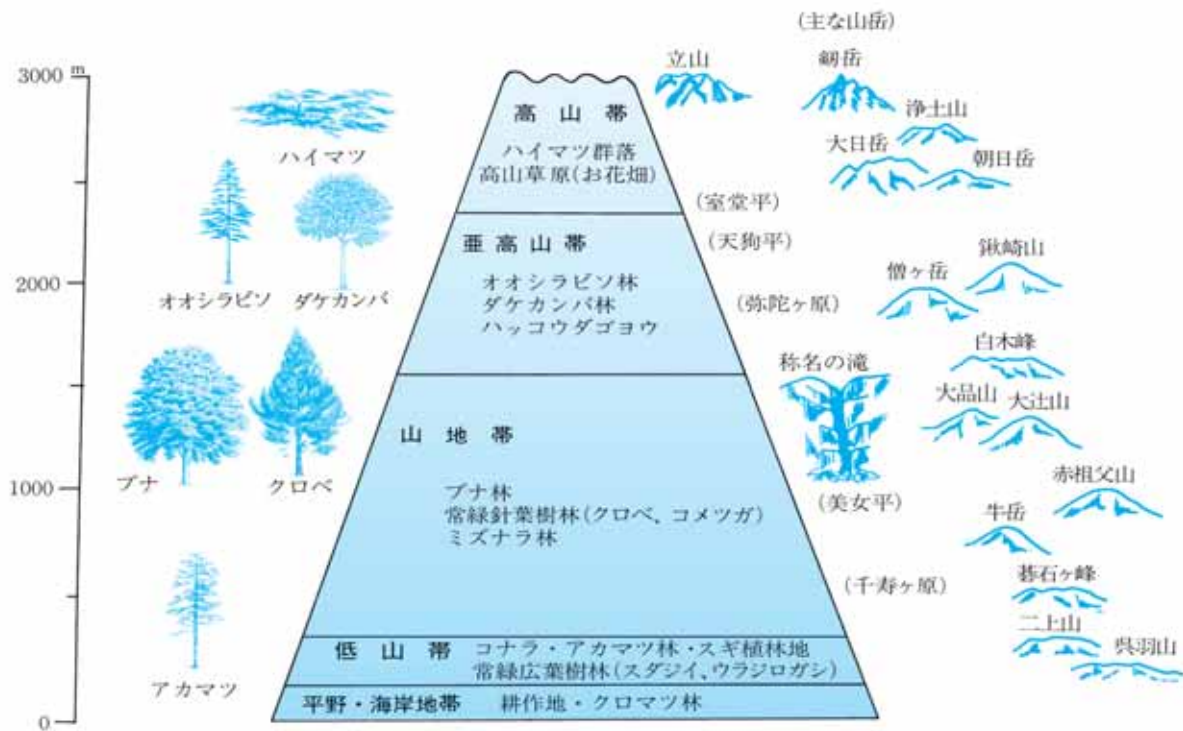 (主な山岳)
3000 m
立山
剱岳
浄土山
大日岳
朝日岳
高山帯
ハイマツ群落
高山草原(お花畑)
ハイマツ
(室堂平)
亜高山帯
(天狗平)
鍬崎山
僧ヶ岳
2000
オオシラビソ
ダケカンバ
オオシラビソ林
ダケカンバ林
ハッコウダゴヨウ
(弥陀ヶ原)
白木峰
称名の滝
大品山
大辻山
山地帯
ブナ
クロベ
1000
ブナ林
常緑針葉樹林(クロベ、コメツガ)
ミズナラ林
(美女平)
赤祖父山
牛岳
(千寿ヶ原)
碁石ヶ峰
二上山
呉羽山
アカマツ
低山帯 コナラ・アカマツ林・スギ植林地
常緑広葉樹林(スダジイ、ウラジロガシ)
平野・海岸地帯 耕作地・クロマツ林
0